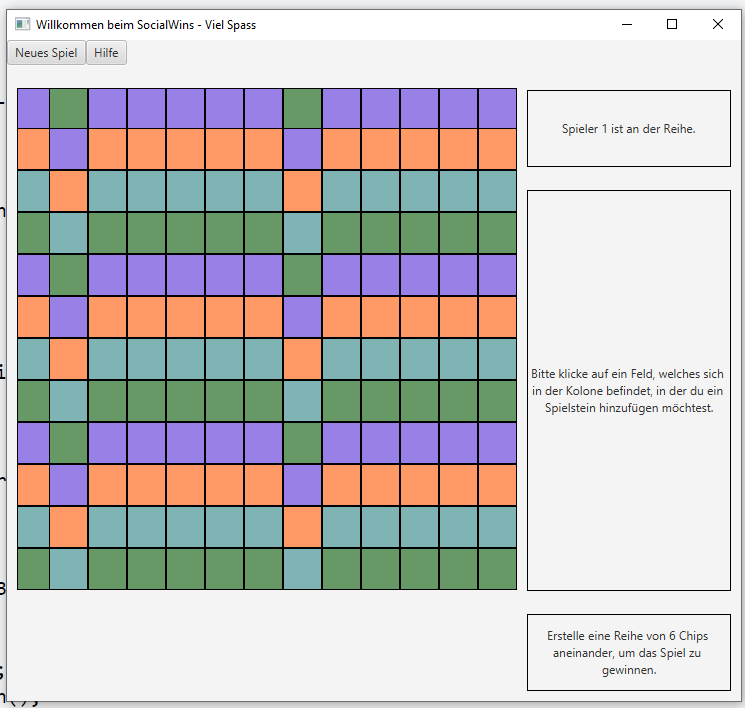 Willkommen beim SocialWins - Viel Spass
Neues Spiel
Hilfe
Spieler 1 ist an der Reihe.
Bitte klicke auf ein Feld, welches sich
in der Kolone befindet, in der du ein
Spielstein hinzufügen möchtest.
Erstelle eine Reihe von 6 Chips
aneinander, um das Spiel zu
gewinnen.